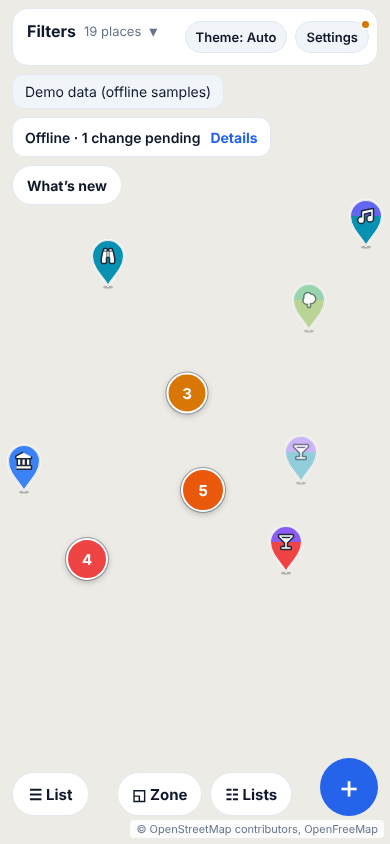 Filters 19 places ▼ Theme: Auto Settings
Demo data (offline samples)
Offline · 1 change pending Details
What's new
3
5
4
☰ List ◱ Zone ☷ Lists +
© OpenStreetMap contributors, OpenFreeMap